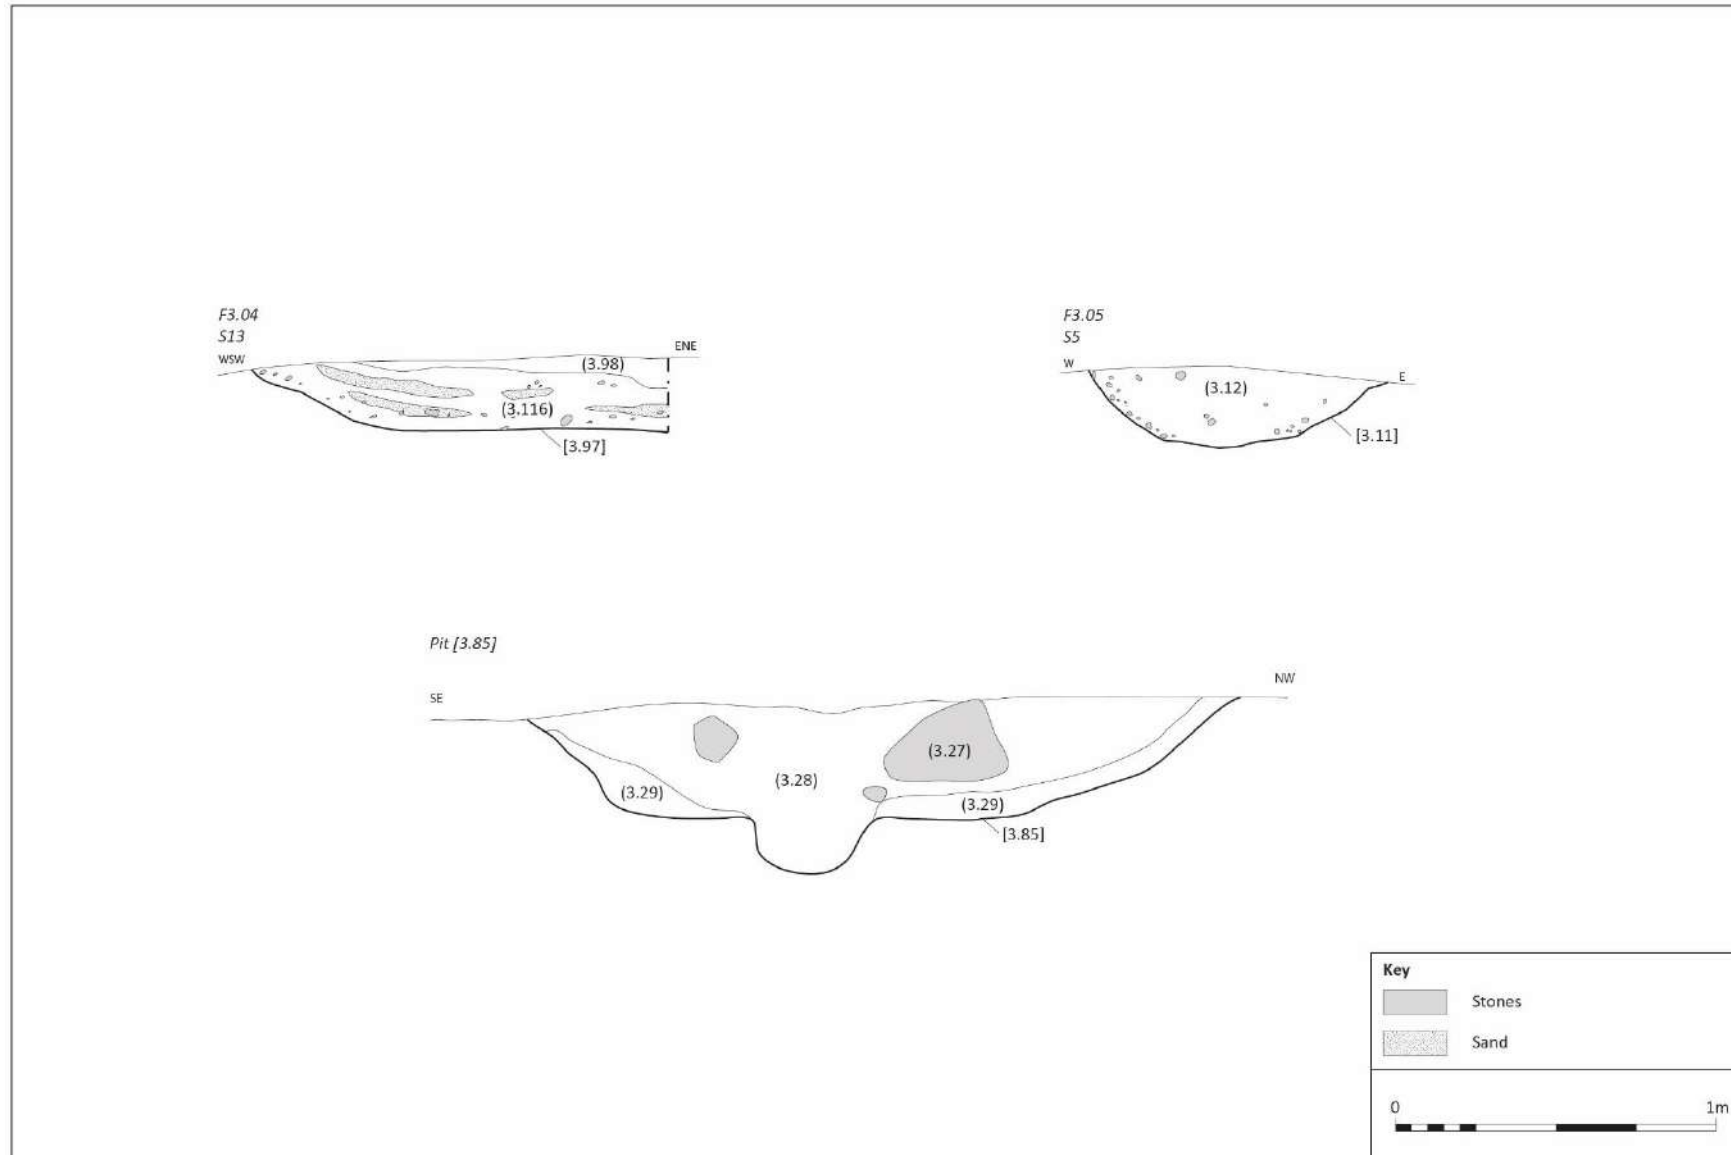 F3.04
S13
WSW
ENE
(3.98)
(3.116)
[3.97]
F3.05
S5
W
E
(3.12)
[3.11]
Pit [3.85]
SE
NW
(3.27)
(3.28)
(3.29)
(3.29)
[3.85]
Key
Stones
Sand
0 1m